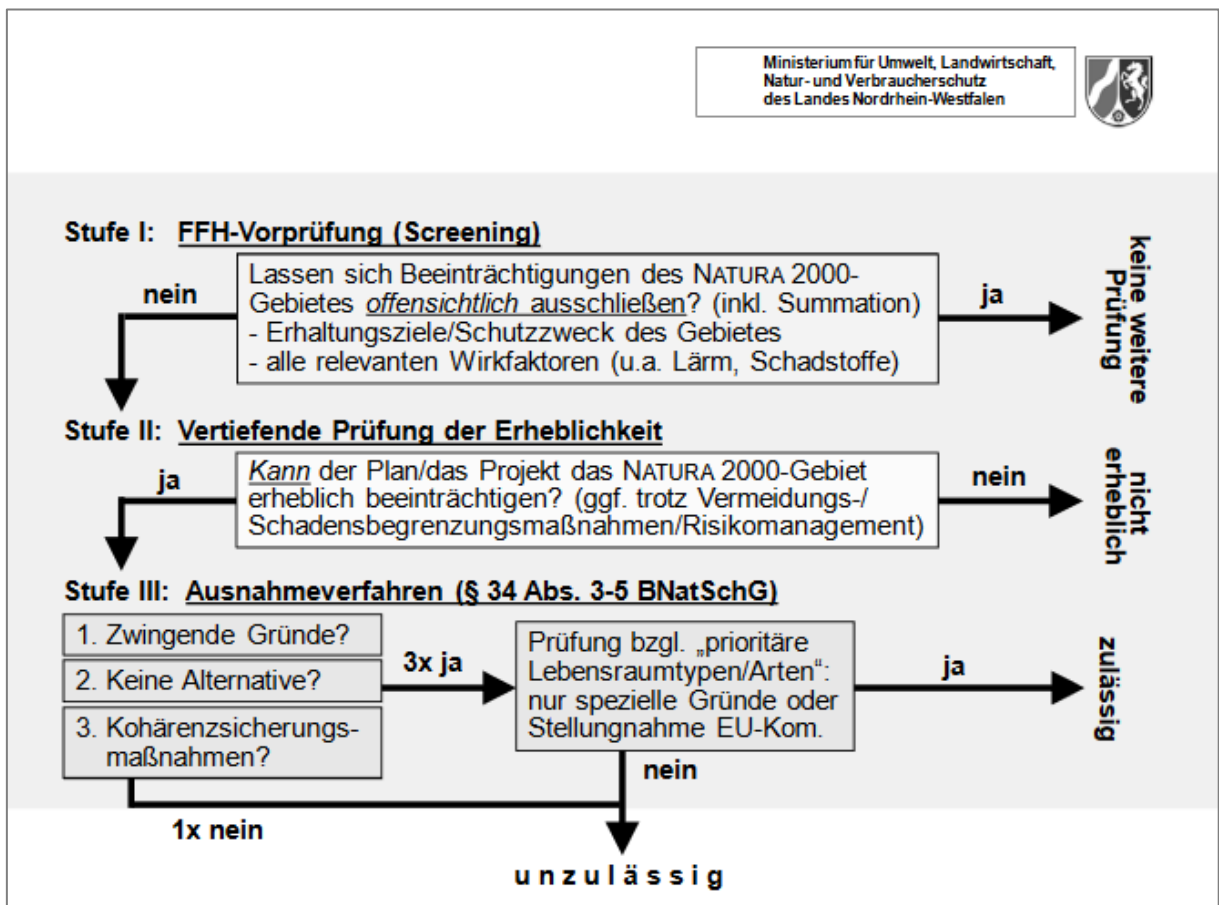 Ministerium für Umwelt, Landwirtschaft,
Natur- und Verbraucherschutz
des Landes Nordrhein-Westfalen
Stufe I: FFH-Vorprüfung (Screening)
nein
Lassen sich Beeinträchtigungen des NATURA 2000-
Gebietes offensichtlich ausschließen? (inkl. Summation)
- Erhaltungsziele/Schutzzweck des Gebietes
- alle relevanten Wirkfaktoren (u.a. Lärm, Schadstoffe)
ja
keine weitere
Prüfung
Stufe II: Vertiefende Prüfung der Erheblichkeit
ja
Kann der Plan/das Projekt das NATURA 2000-Gebiet
erheblich beeinträchtigen? (ggf. trotz Vermeidungs-/
Schadensbegrenzungsmaßnahmen/Risikomanagement)
nein
nicht
erheblich
Stufe III: Ausnahmeverfahren (§ 34 Abs. 3-5 BNatSchG)
1. Zwingende Gründe?
2. Keine Alternative?
3. Kohärenzsicherungs-
maßnahmen?
3x ja
Prüfung bzgl. „prioritäre
Lebensraumtypen/Arten“:
nur spezielle Gründe oder
Stellungnahme EU-Kom.
ja
zulässig
nein
1x nein
unzulässig